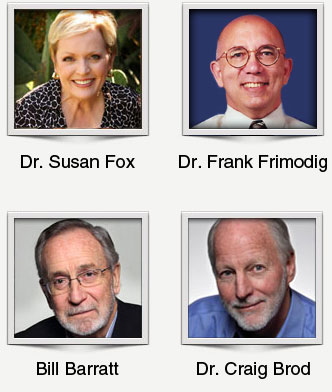 Dr. Susan Fox
Dr. Frank Frimodig
Bill Barratt
Dr. Craig Brod